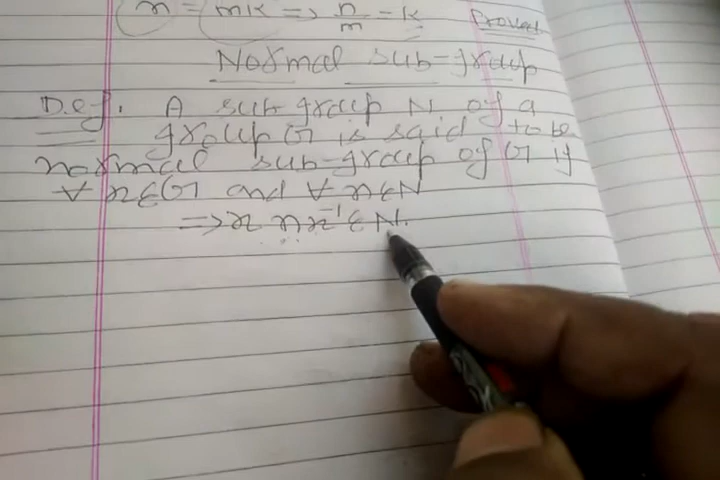 n = mk => n/m = k Proved
Normal sub-group
Def. A sub-group N of a
group G is said to be
normal sub-group of G if
∀ x∈G and ∀ n∈N
=> x n x⁻¹ ∈ N.